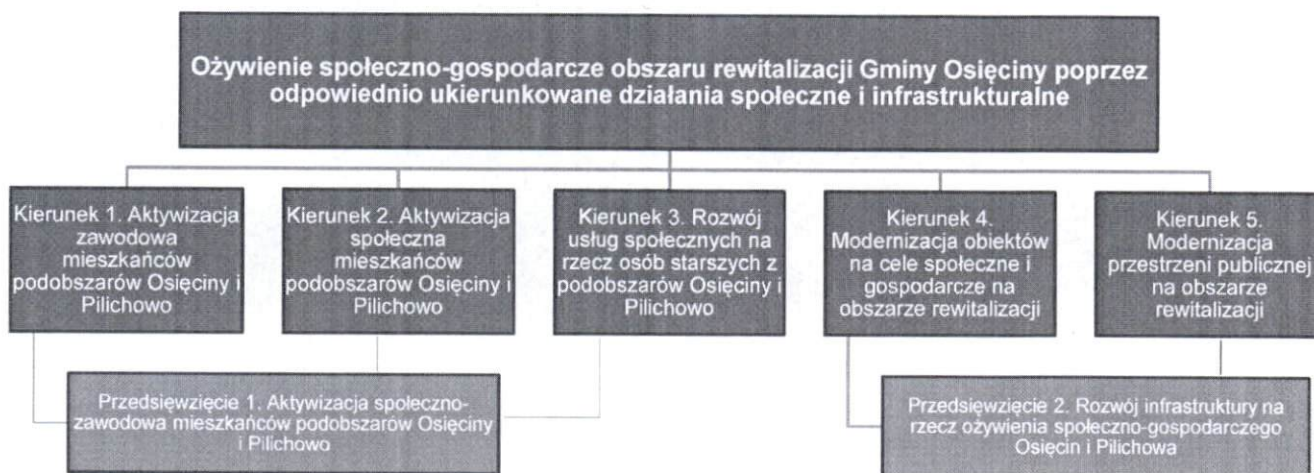 Ożywienie społeczno-gospodarcze obszaru rewitalizacji Gminy Osięciny poprzez
odpowiednio ukierunkowane działania społeczne i infrastrukturalne
Kierunek 1. Aktywizacja
zawodowa
mieszkańców
podobszarów Osięciny i
Pilichowo
Kierunek 2. Aktywizacja
społeczna
mieszkańców
podobszarów Osięciny i
Pilichowo
Kierunek 3. Rozwój
usług społecznych na
rzecz osób starszych z
podobszarów Osięciny i
Pilichowo
Kierunek 4.
Modernizacja obiektów
na cele społeczne i
gospodarcze na
obszarze rewitalizacji
Kierunek 5.
Modernizacja
przestrzeni publicznej
na obszarze
rewitalizacji
Przedsięwzięcie 1. Aktywizacja społeczno-
zawodowa mieszkańców podobszarów Osięciny
i Pilichowo
Przedsięwzięcie 2. Rozwój infrastruktury na
rzecz ożywienia społeczno-gospodarczego
Osięcin i Pilichowa